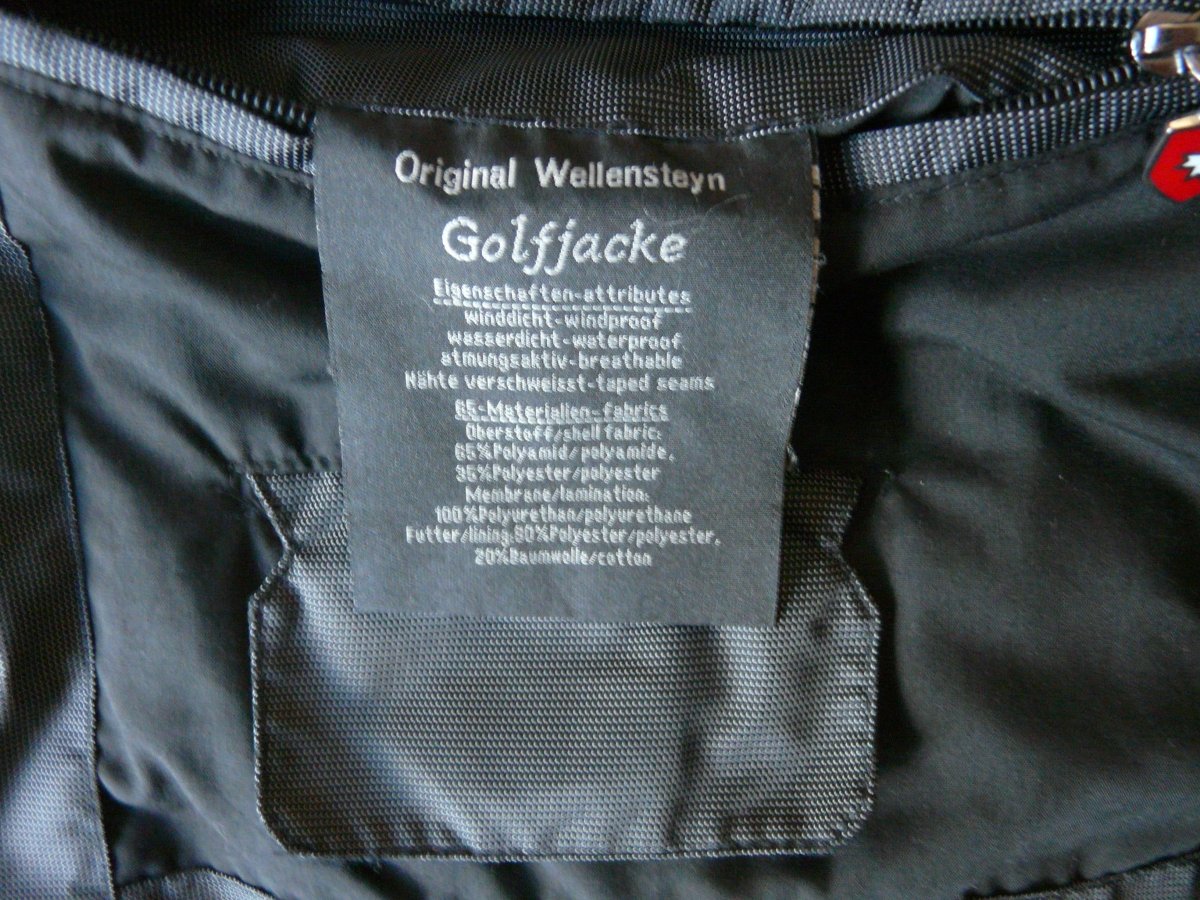 Original Wellensteyn
Golfjacke
Eigenschaften-attributes
winddicht-windproof
wasserdicht-waterproof
atmungsaktiv-breathable
Nähte verschweisst-taped seams
65-Materialien-fabrics
Oberstoff/shell fabric:
65%Polyamid/polyamide,
35%Polyester/polyester
Membrane/lamination:
100%Polyurethan/polyurethane
Futter/lining:80%Polyester/polyester,
20%Baumwolle/cotton